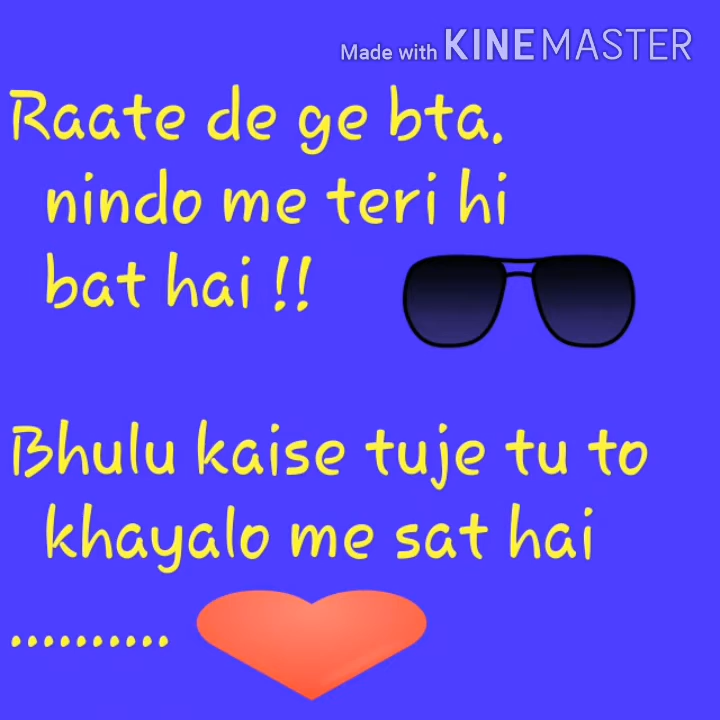 Made with KINEMASTER
Raate de ge bta.
nindo me teri hi
bat hai !!
Bhulu kaise tuje tu to
khayalo me sat hai
..........